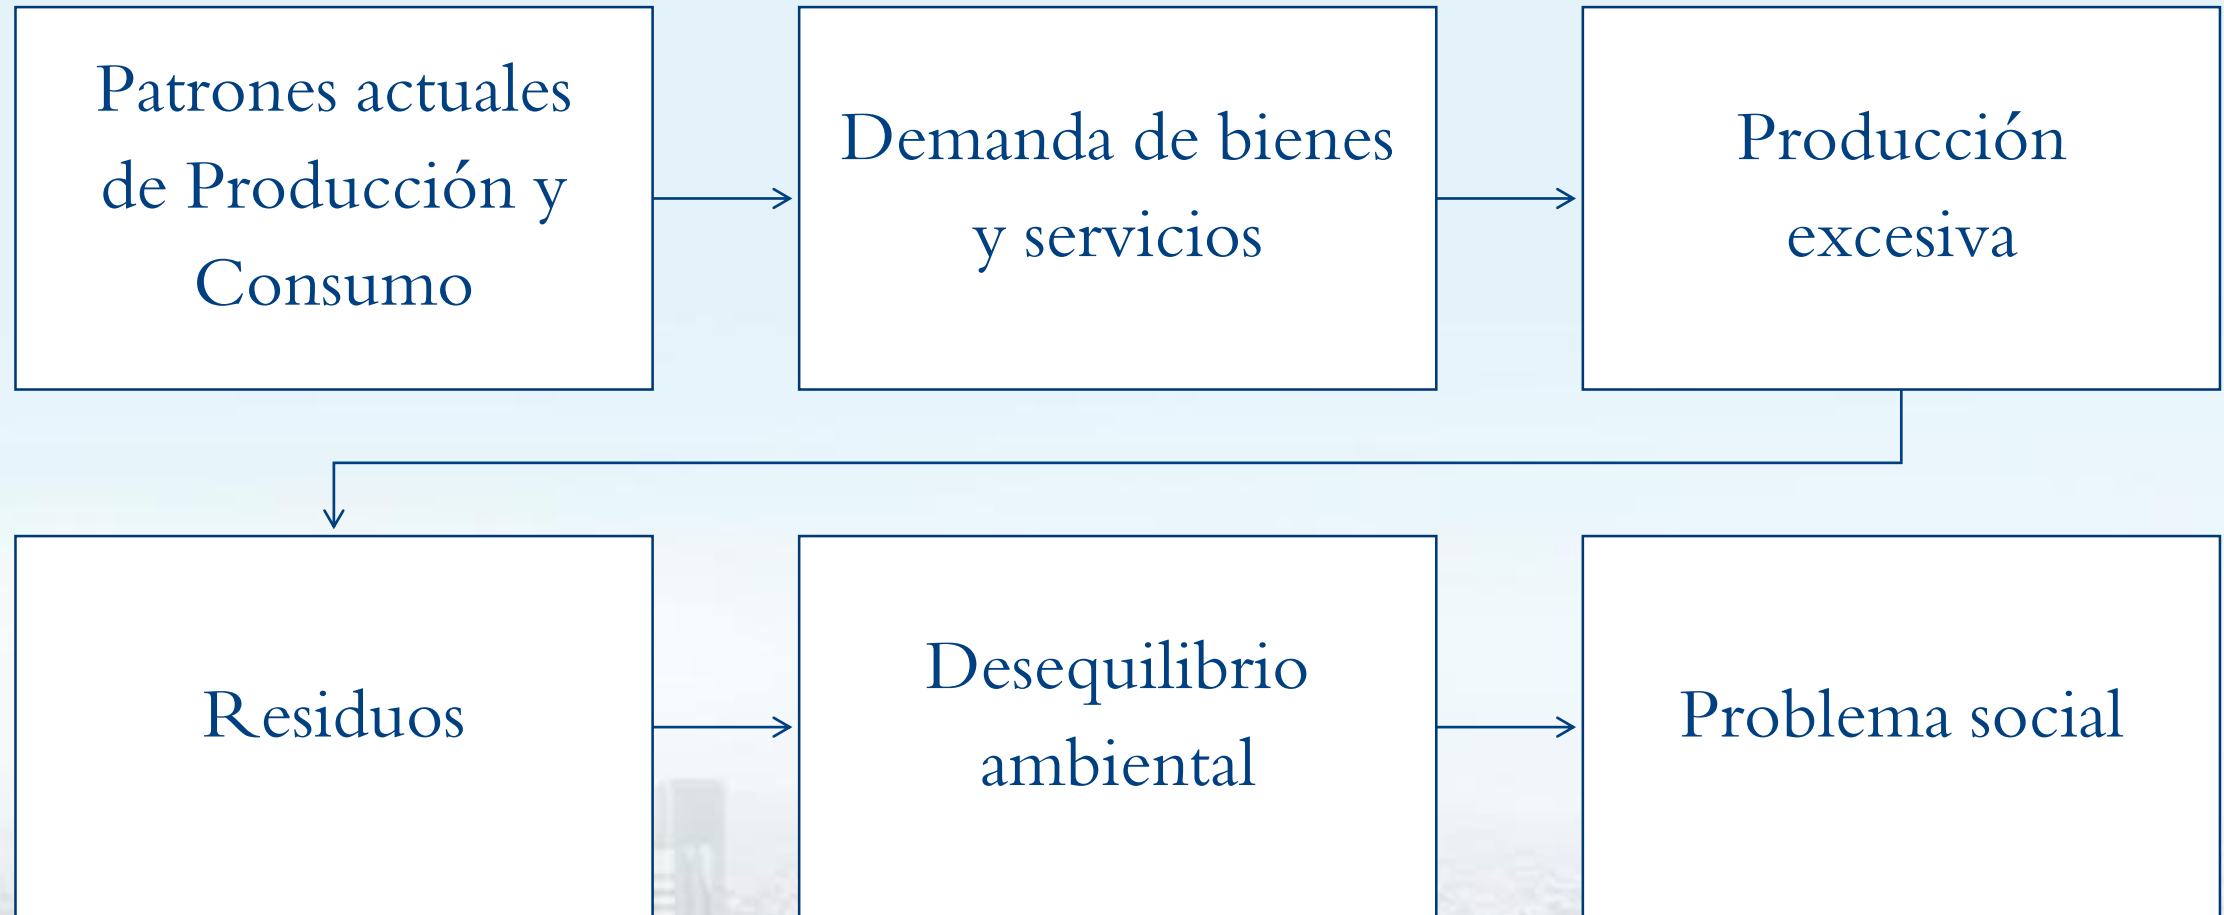 Patrones actuales
de Producción y
Consumo
Demanda de bienes
y servicios
Producción
excesiva
Residuos
Desequilibrio
ambiental
Problema social